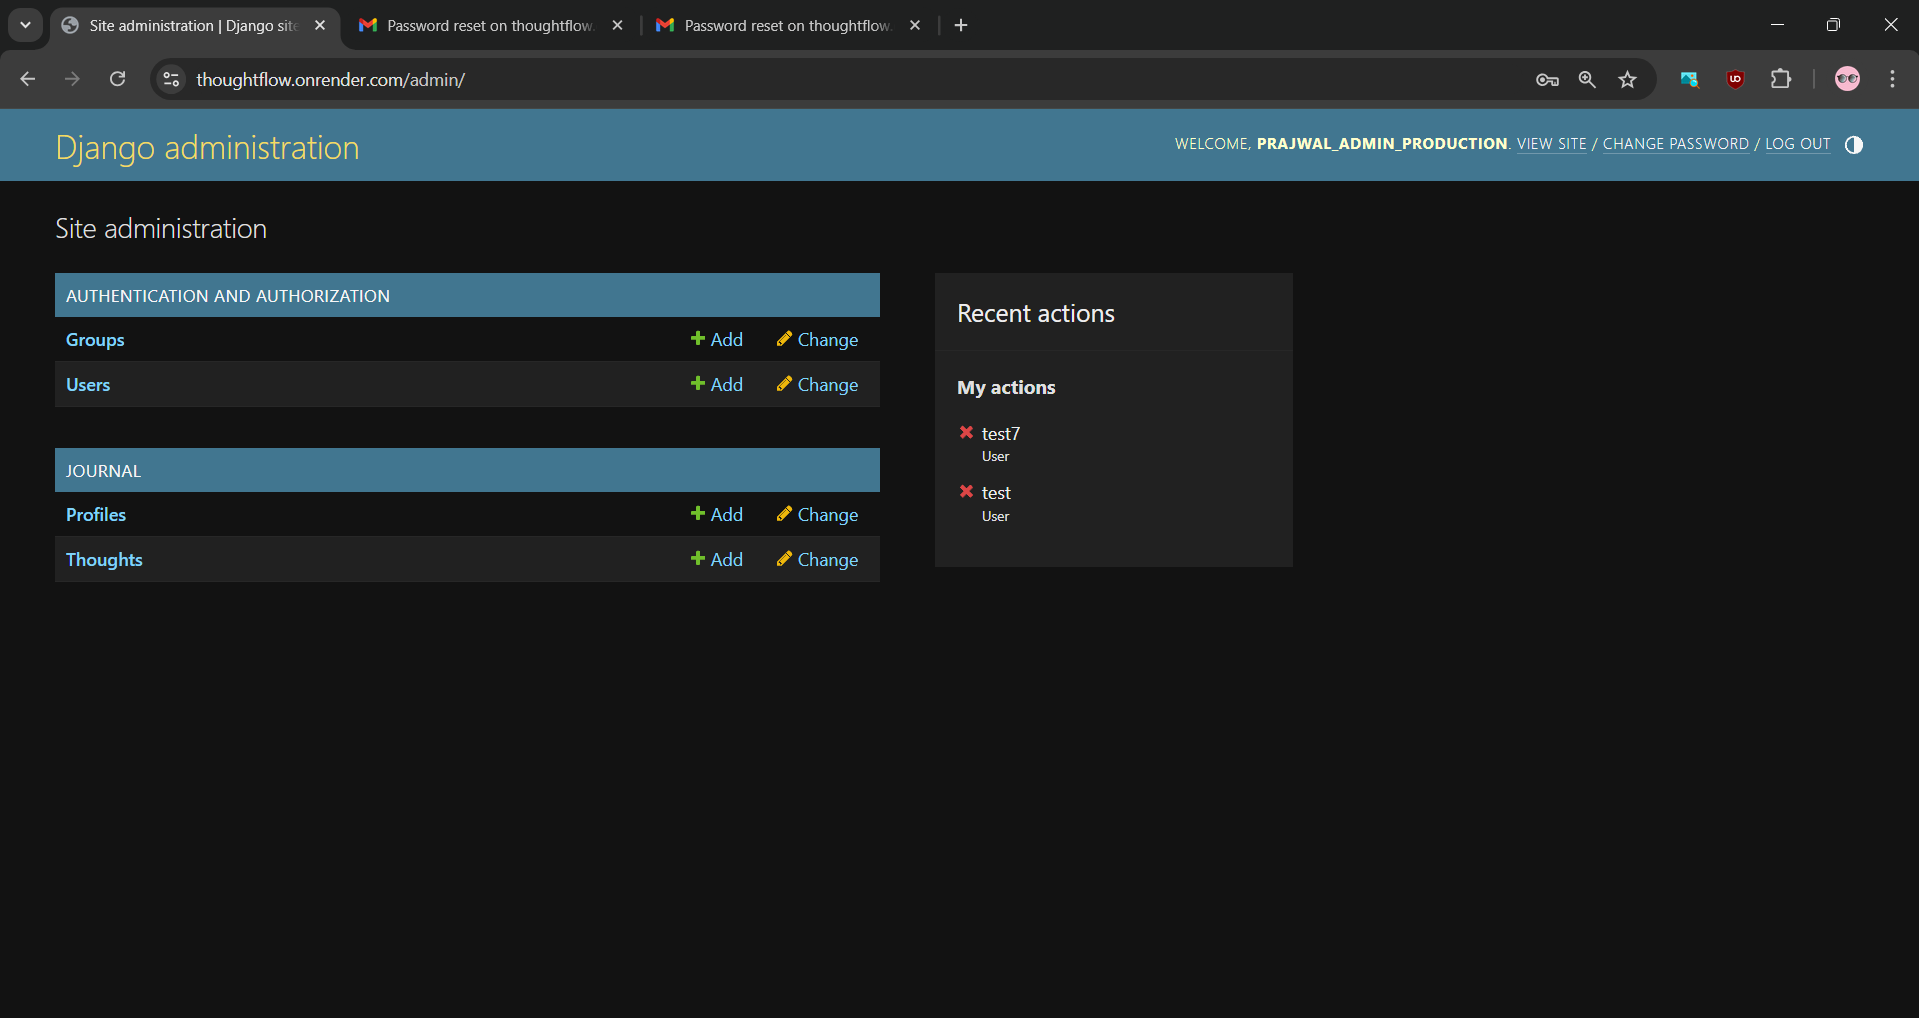 Site administration | Django site
Password reset on thoughtflow.
Password reset on thoughtflow.
thoughtflow.onrender.com/admin/
Django administration
WELCOME, PRAJWAL_ADMIN_PRODUCTION. VIEW SITE / CHANGE PASSWORD / LOG OUT
Site administration
AUTHENTICATION AND AUTHORIZATION
Groups Add Change
Users Add Change
JOURNAL
Profiles Add Change
Thoughts Add Change
Recent actions
My actions
test7
User
test
User